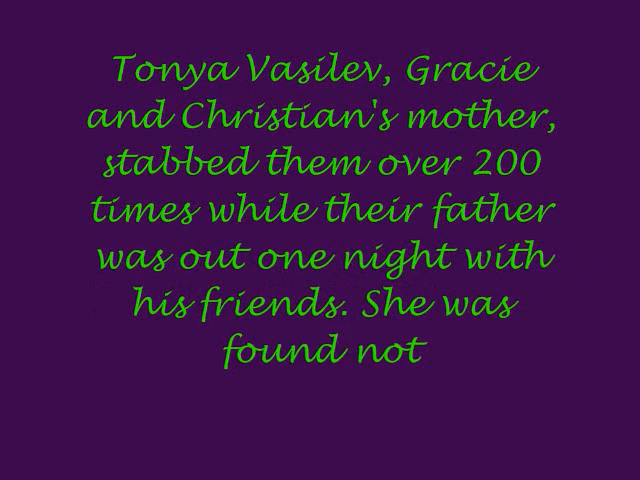 Tonya Vasilev, Gracie
and Christian's mother,
stabbed them over 200
times while their father
was out one night with
his friends. She was
found not